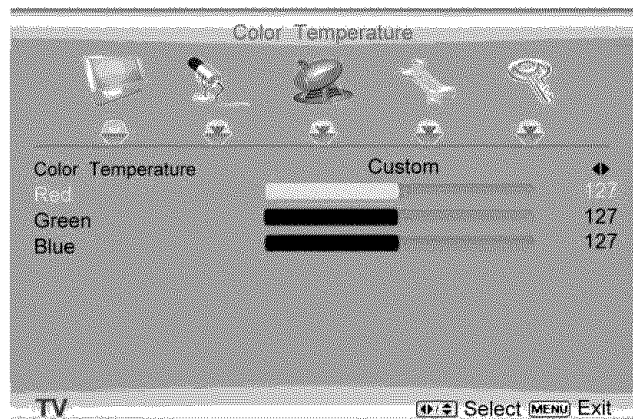 Color Temperature
Color Temperature Custom
Red 127
Green 127
Blue 127
TV Select MENU Exit